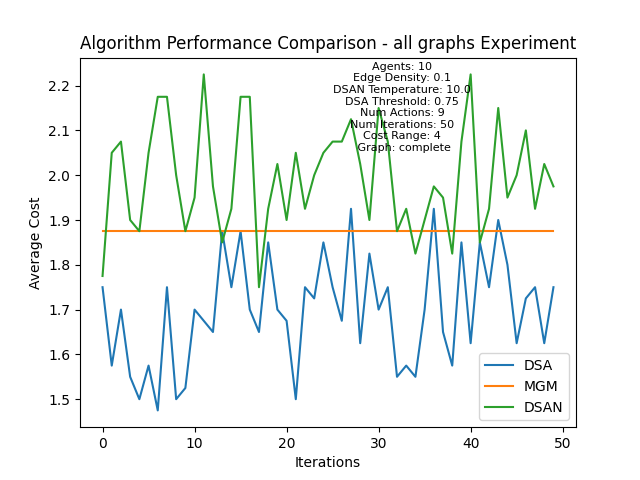 Algorithm Performance Comparison - all graphs Experiment
Agents: 10
Edge Density: 0.1
DSAN Temperature: 10.0
DSA Threshold: 0.75
Num Actions: 9
Num Iterations: 50
Cost Range: 4
Graph: complete
Average Cost
2.2
2.1
2.0
1.9
1.8
1.7
1.6
1.5
0
10
20
30
40
50
Iterations
DSA
MGM
DSAN